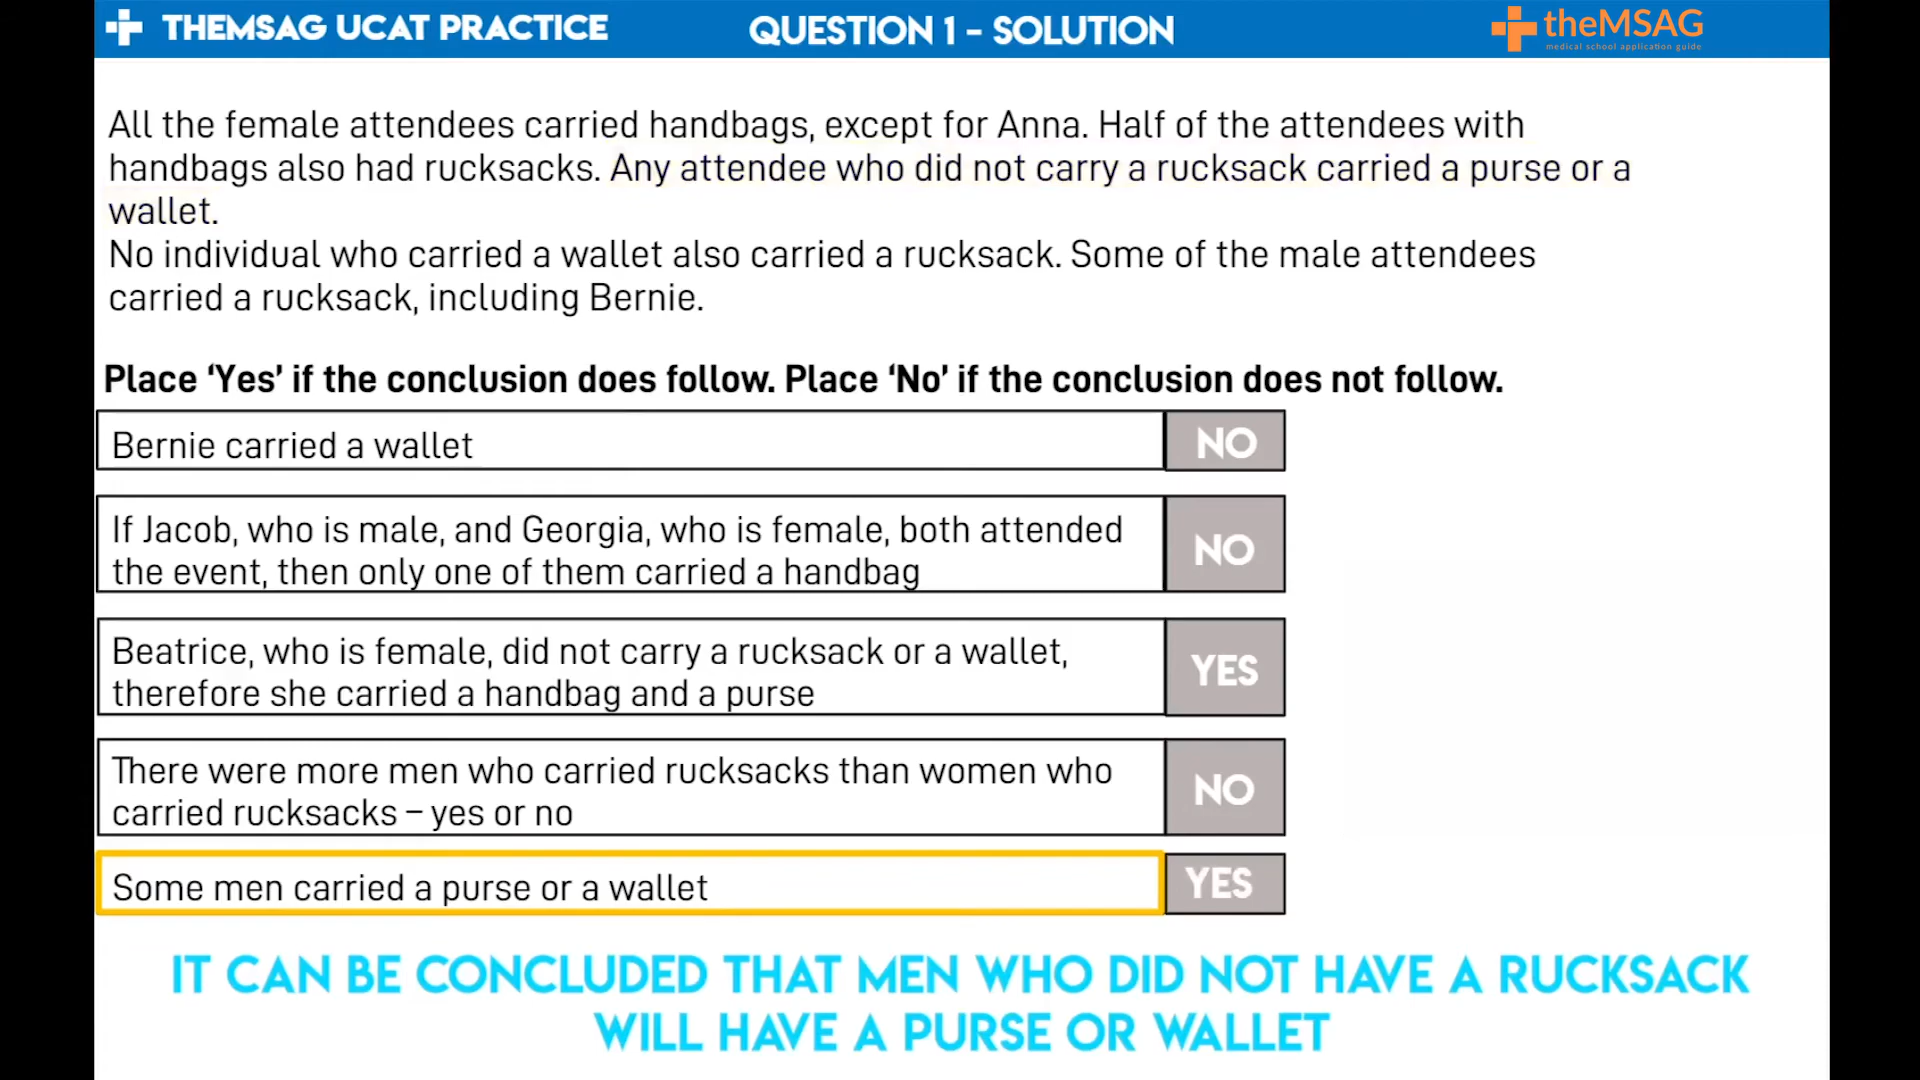 THEMSAG UCAT PRACTICE
QUESTION 1 - SOLUTION
theMSAG
medical school application guide
All the female attendees carried handbags, except for Anna. Half of the attendees with
handbags also had rucksacks. Any attendee who did not carry a rucksack carried a purse or a
wallet.
No individual who carried a wallet also carried a rucksack. Some of the male attendees
carried a rucksack, including Bernie.
Place ‘Yes’ if the conclusion does follow. Place ‘No’ if the conclusion does not follow.
Bernie carried a wallet
NO
If Jacob, who is male, and Georgia, who is female, both attended
the event, then only one of them carried a handbag
NO
Beatrice, who is female, did not carry a rucksack or a wallet,
therefore she carried a handbag and a purse
YES
There were more men who carried rucksacks than women who
carried rucksacks – yes or no
NO
Some men carried a purse or a wallet
YES
IT CAN BE CONCLUDED THAT MEN WHO DID NOT HAVE A RUCKSACK
WILL HAVE A PURSE OR WALLET